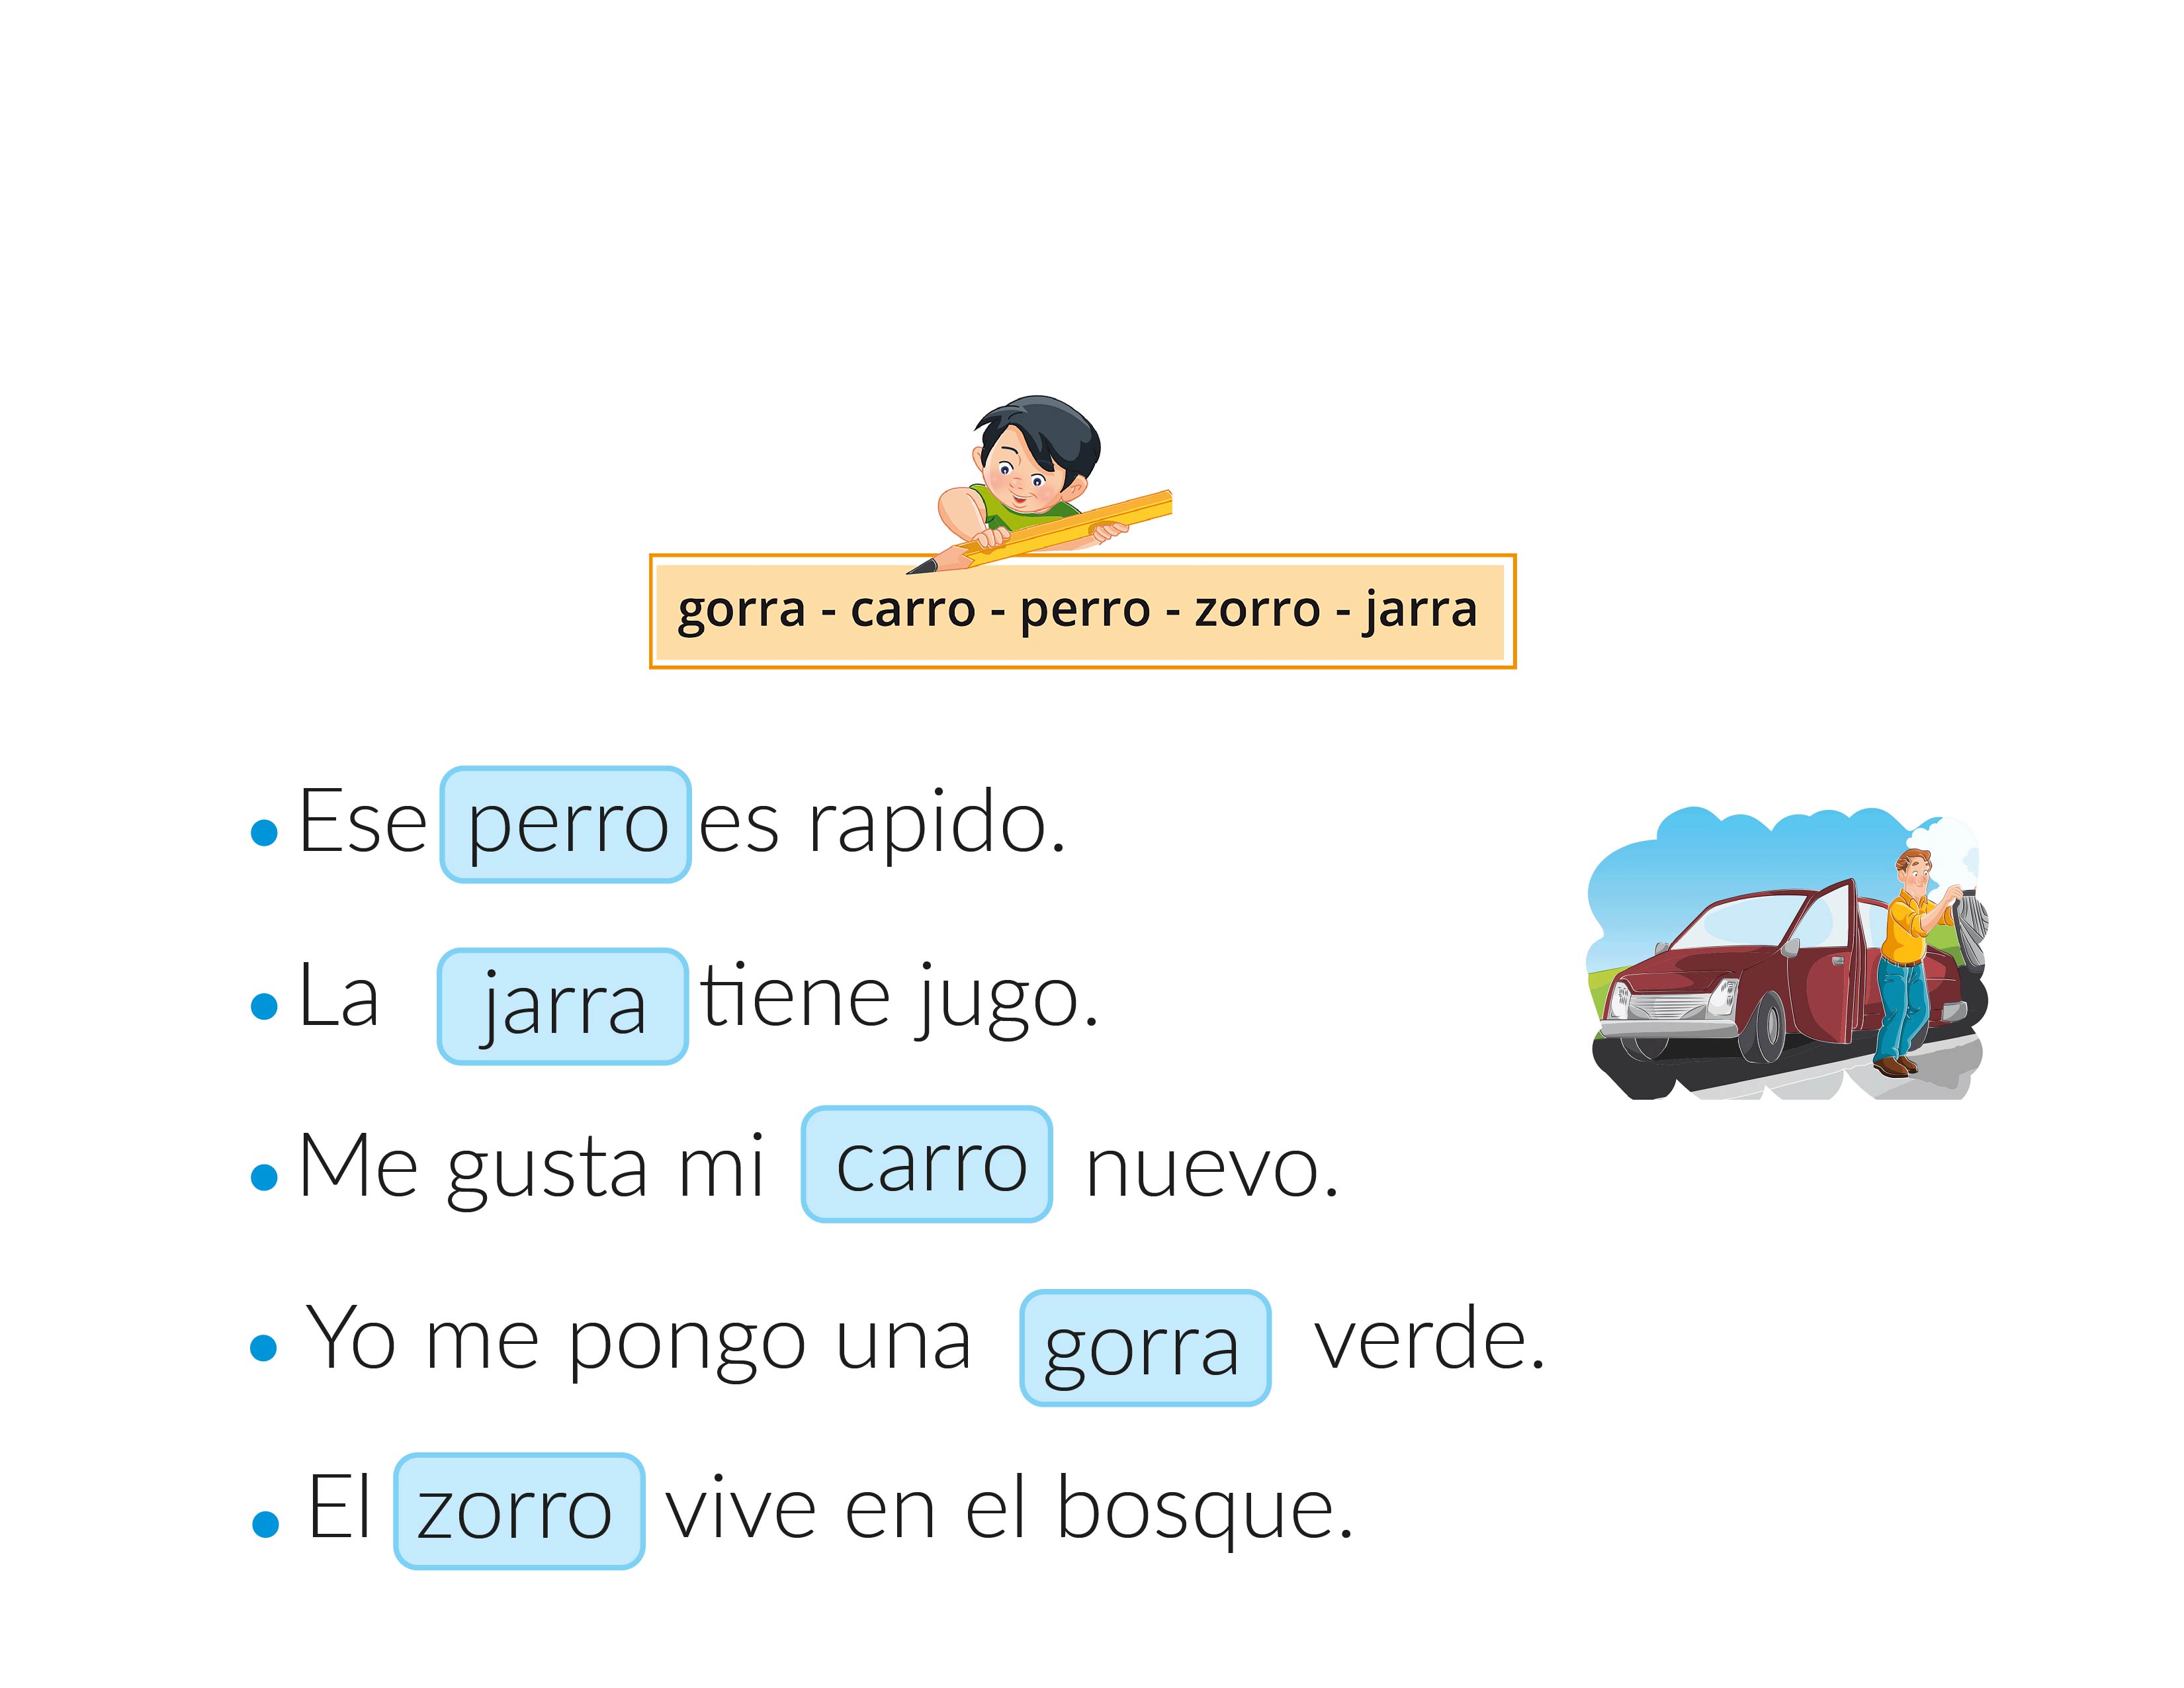 gorra - carro - perro - zorro - jarra
Ese perro es rapido.
La jarra tiene jugo.
Me gusta mi carro nuevo.
Yo me pongo una gorra verde.
El zorro vive en el bosque.